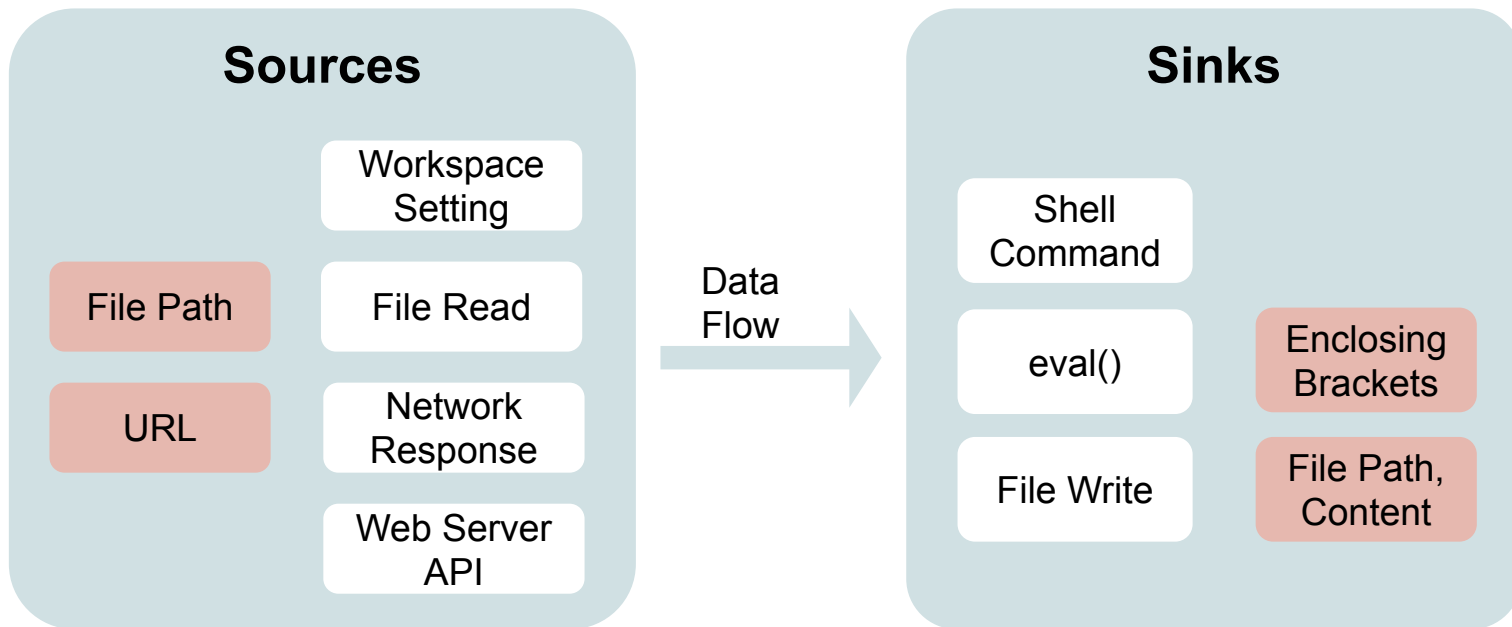 Sources
Workspace
Setting
File Path
File Read
URL
Network
Response
Web Server
API
Data
Flow
Sinks
Shell
Command
eval()
Enclosing
Brackets
File Write
File Path,
Content